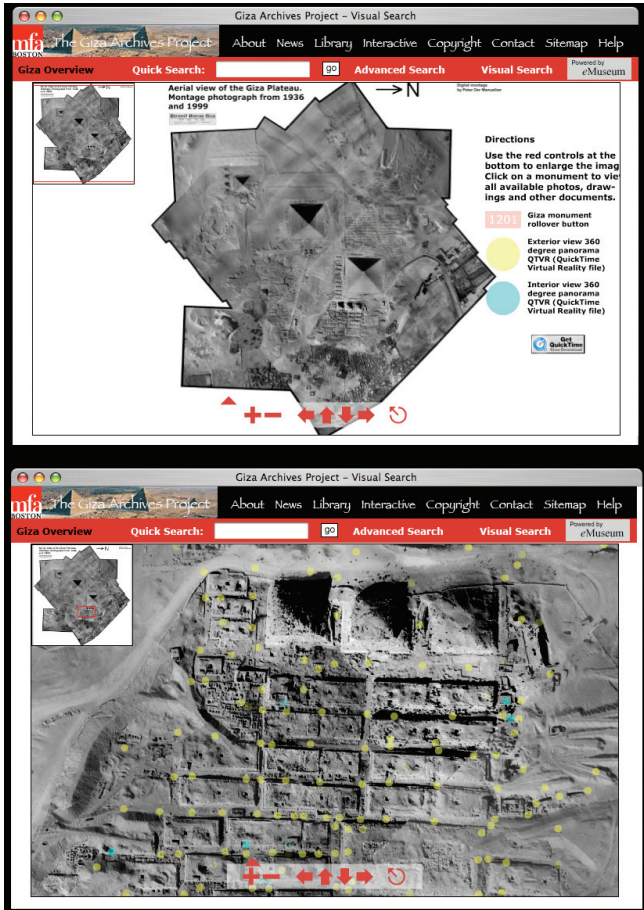 Giza Archives Project – Visual Search
mfa
BOSTON
The Giza Archives Project
About News Library Interactive Copyright Contact Sitemap Help
Giza Overview Quick Search: go Advanced Search Visual Search Powered by
eMuseum
Aerial view of the Giza Plateau.
Montage photograph from 1936
and 1999
N
Digital montage
by Peter Der Manuelian
Directions
Use the red controls at the
bottom to enlarge the imag
Click on a monument to vie
all available photos, draw-
ings and other documents.
1201 Giza monument
rollover button
Exterior view 360
degree panorama
QTVR (QuickTime
Virtual Reality file)
Interior view 360
degree panorama
QTVR (QuickTime
Virtual Reality file)
Get
QuickTime
Giza Archives Project – Visual Search
mfa
BOSTON
The Giza Archives Project
About News Library Interactive Copyright Contact Sitemap Help
Giza Overview Quick Search: go Advanced Search Visual Search Powered by
eMuseum
N